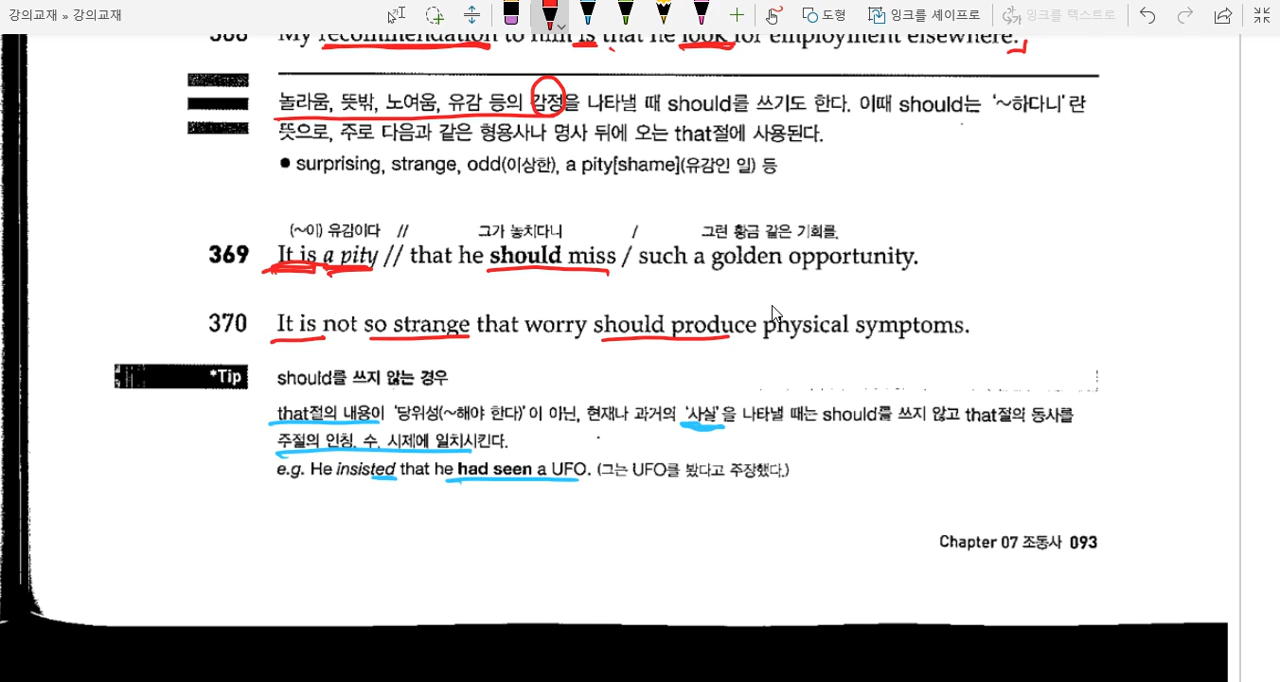 강의교재 » 강의교재
도형
잉크를 셰이프로
잉크를 텍스트로
368 My recommendation to him is that he look for employment elsewhere.
놀라움, 뜻밖, 노여움, 유감 등의 감정을 나타낼 때 should를 쓰기도 한다. 이때 should는 ‘~하다니’란
뜻으로, 주로 다음과 같은 형용사나 명사 뒤에 오는 that절에 사용된다.
● surprising, strange, odd(이상한), a pity[shame](유감인 일) 등
(~이) 유감이다 // 그가 놓치다니 / 그런 황금 같은 기회를.
369 It is a pity // that he should miss / such a golden opportunity.
370 It is not so strange that worry should produce physical symptoms.
*Tip should를 쓰지 않는 경우
that절의 내용이 ‘당위성(~해야 한다)’이 아닌, 현재나 과거의 ‘사실’을 나타낼 때는 should를 쓰지 않고 that절의 동사를
주절의 인칭, 수, 시제에 일치시킨다.
e.g. He insisted that he had seen a UFO. (그는 UFO를 봤다고 주장했다.)
Chapter 07 조동사 093